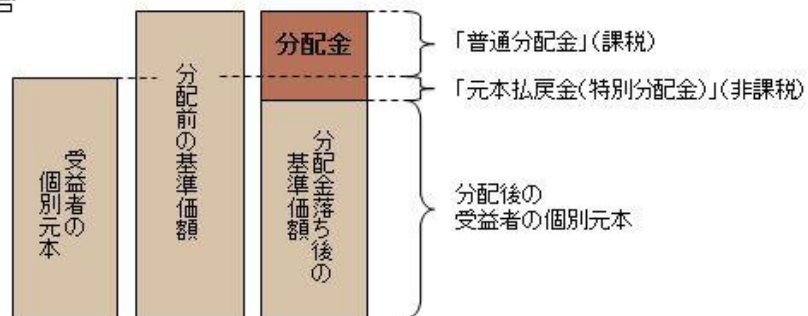 受益者の
個別元本
分配前の基準価額
分配金
分配金落ち後の
基準価額
「普通分配金」(課税)
「元本払戻金(特別分配金)」(非課税)
分配後の
受益者の個別元本